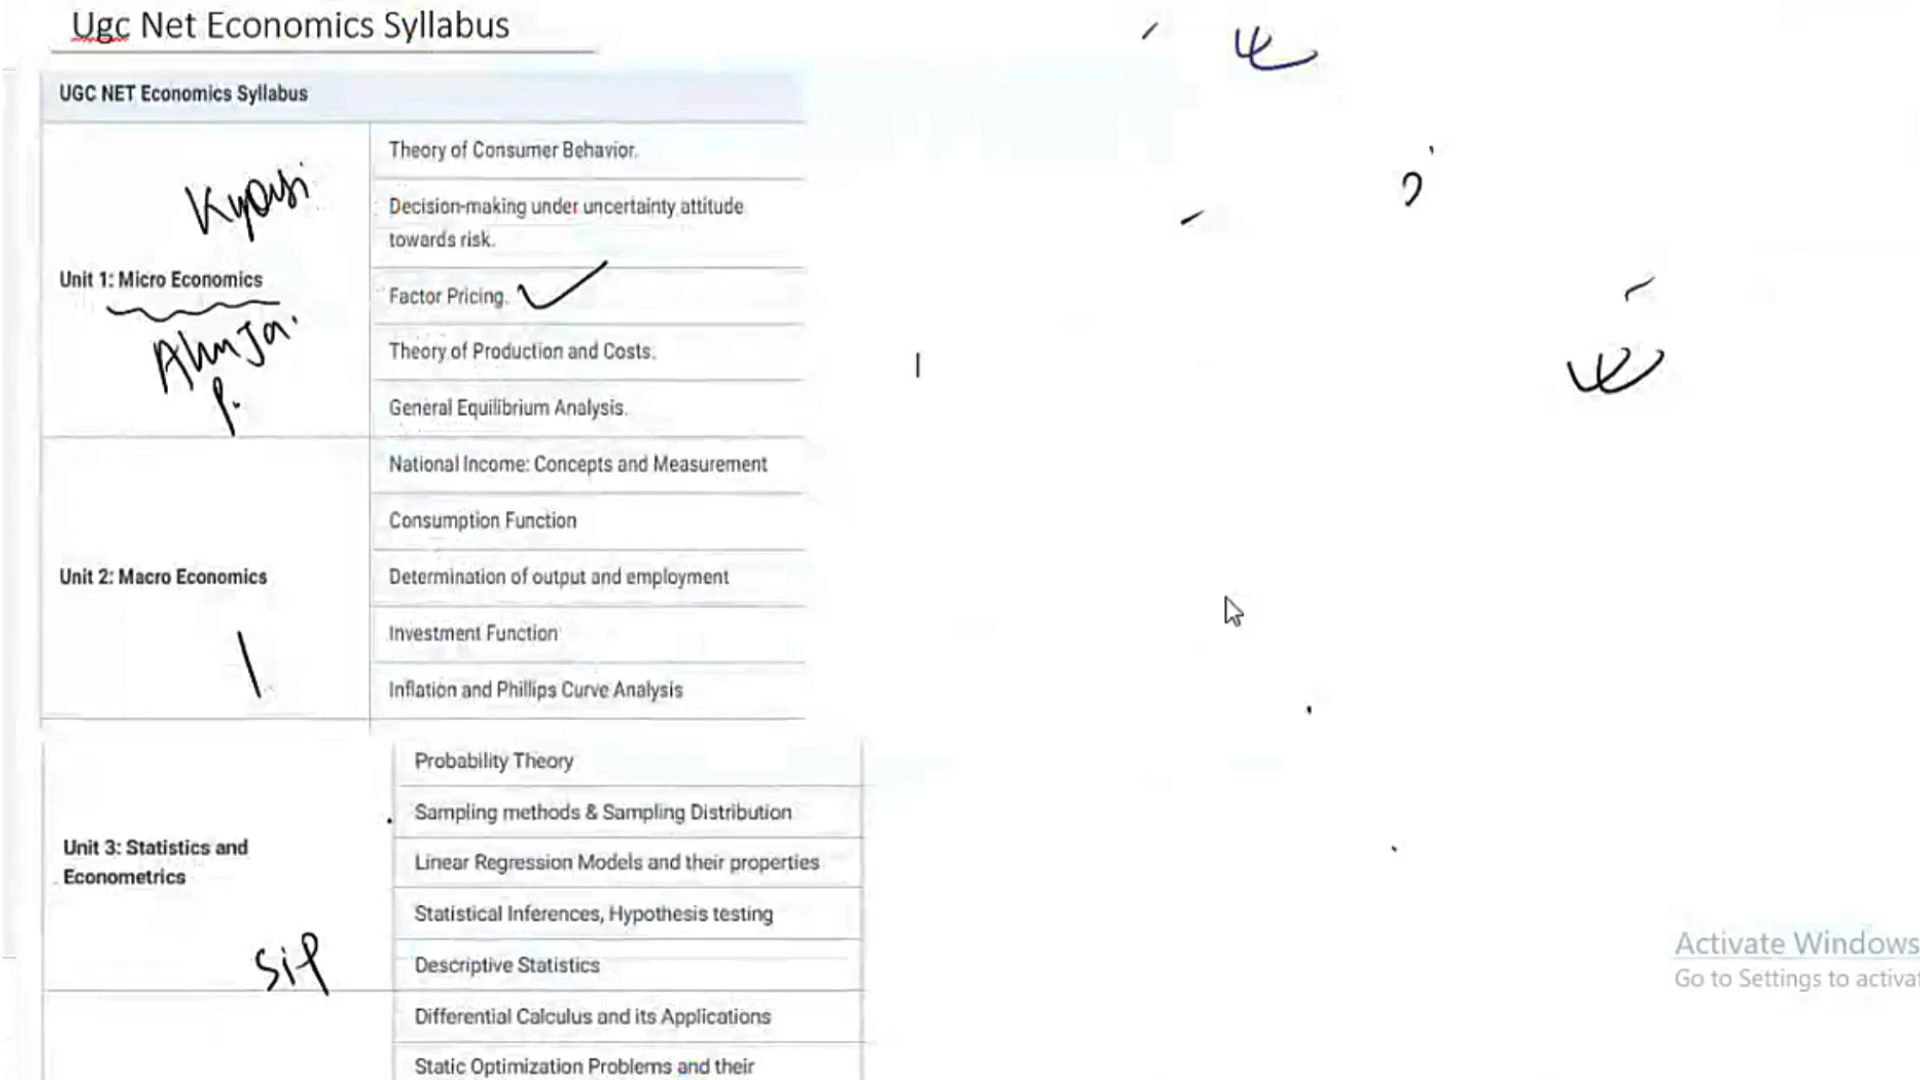 Ugc Net Economics Syllabus
UGC NET Economics Syllabus
Theory of Consumer Behavior.
Decision-making under uncertainty attitude
towards risk.
Unit 1: Micro Economics
Factor Pricing.
AhuJa.
Theory of Production and Costs.
General Equilibrium Analysis.
National Income: Concepts and Measurement
Consumption Function
Unit 2: Macro Economics
Determination of output and employment
Investment Function
Inflation and Phillips Curve Analysis
Probability Theory
Sampling methods & Sampling Distribution
Unit 3: Statistics and
Econometrics
Linear Regression Models and their properties
Statistical Inferences, Hypothesis testing
Descriptive Statistics
Differential Calculus and its Applications
Static Optimization Problems and their
Activate Windows
Go to Settings to activat